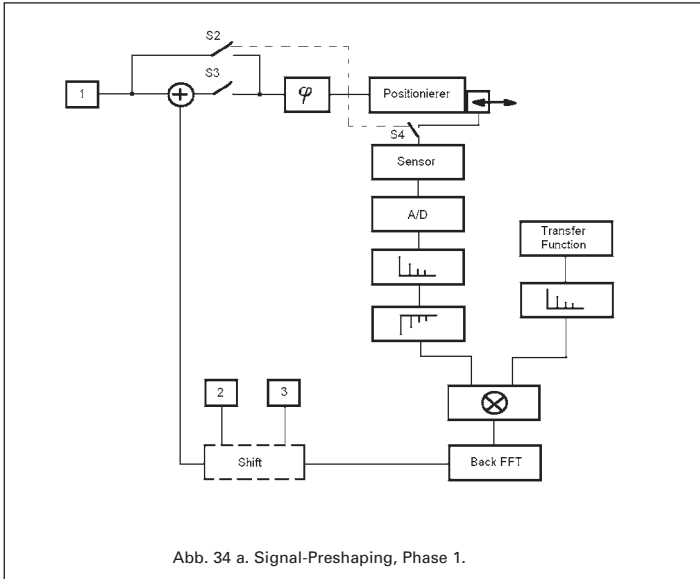 S2
S3
1
φ
Positionierer
S4
Sensor
A/D
Transfer
Function
2
3
Shift
Back FFT
Abb. 34 a. Signal-Preshaping, Phase 1.